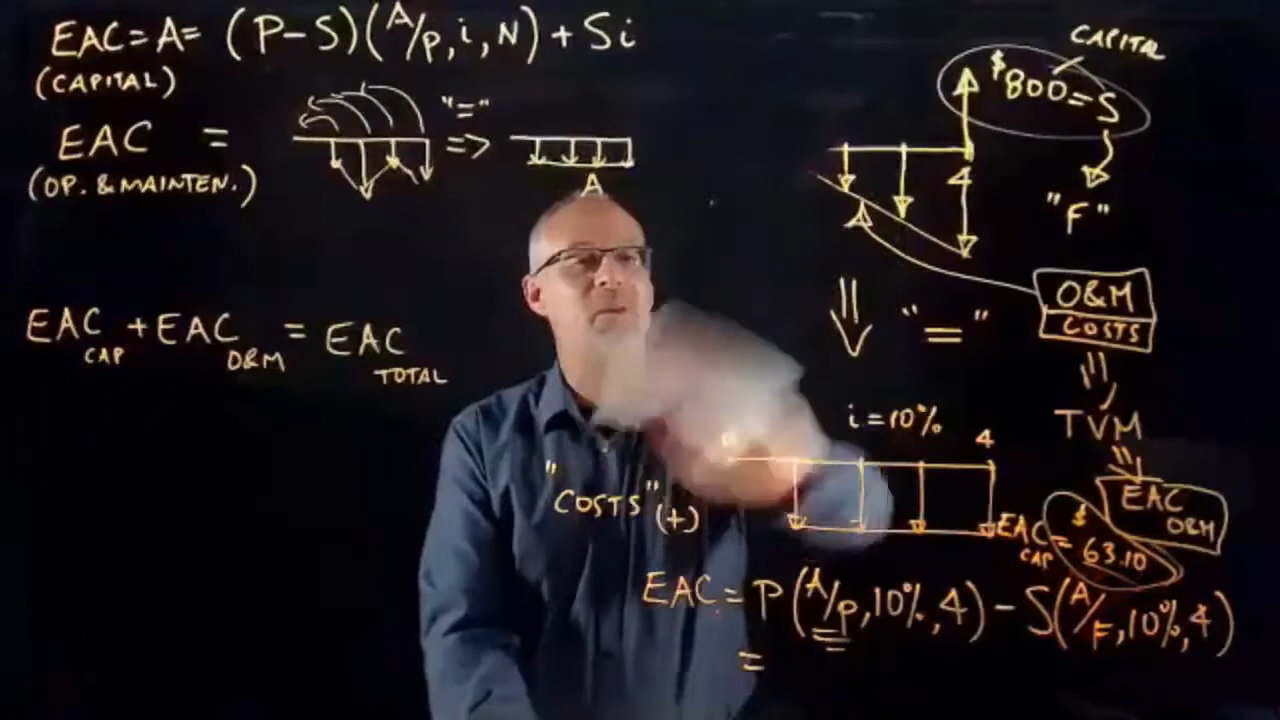 EAC = A = (P-S)(A/P, i, N) + Si
(CAPITAL)
EAC =
(OP. & MAINTEN.)
"="
=>
A
EAC CAP + EAC O&M = EAC TOTAL
CAPITAL
$800 = S
4
"F"
O&M
COSTS
"="
TVM
i = 10%
4
"COSTS" (+)
EAC O&M
EAC CAP = $63.10
EAC = P(A/P, 10%, 4) - S(A/F, 10%, 4)
=